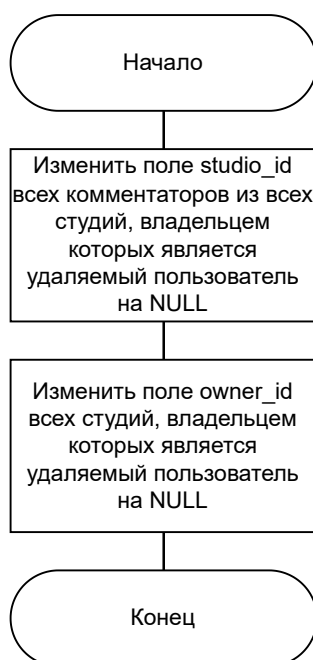 Начало
Изменить поле studio_id
всех комментаторов из всех
студий, владельцем
которых является
удаляемый пользователь
на NULL
Изменить поле owner_id
всех студий, владельцем
которых является
удаляемый пользователь
на NULL
Конец